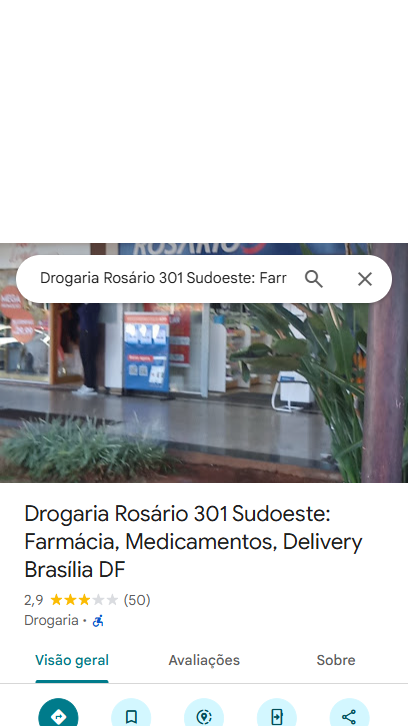 ROSÁRIO
Drogaria Rosário 301 Sudoeste: Farr
MEGA
Drogaria Rosário 301 Sudoeste:
Farmácia, Medicamentos, Delivery
Brasília DF
2,9 (50)
Drogaria ·
Visão geral Avaliações Sobre